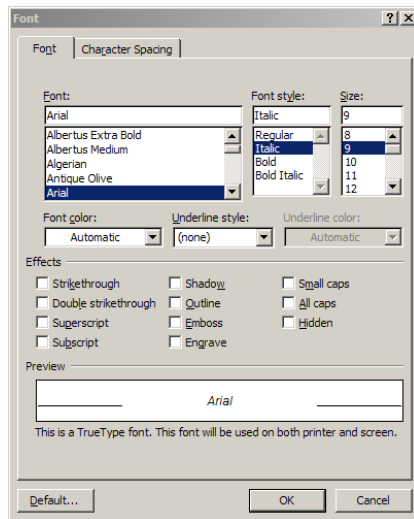 Font
Font Character Spacing
Font: Font style: Size:
Arial Italic 9
Albertus Extra Bold Regular 8
Albertus Medium Italic 9
Algerian Bold 10
Antique Olive Bold Italic 11
Arial 12
Font color: Underline style: Underline color:
Automatic (none) Automatic
Effects
Strikethrough Shadow Small caps
Double strikethrough Outline All caps
Superscript Emboss Hidden
Subscript Engrave
Preview
Arial
This is a TrueType font. This font will be used on both printer and screen.
Default... OK Cancel